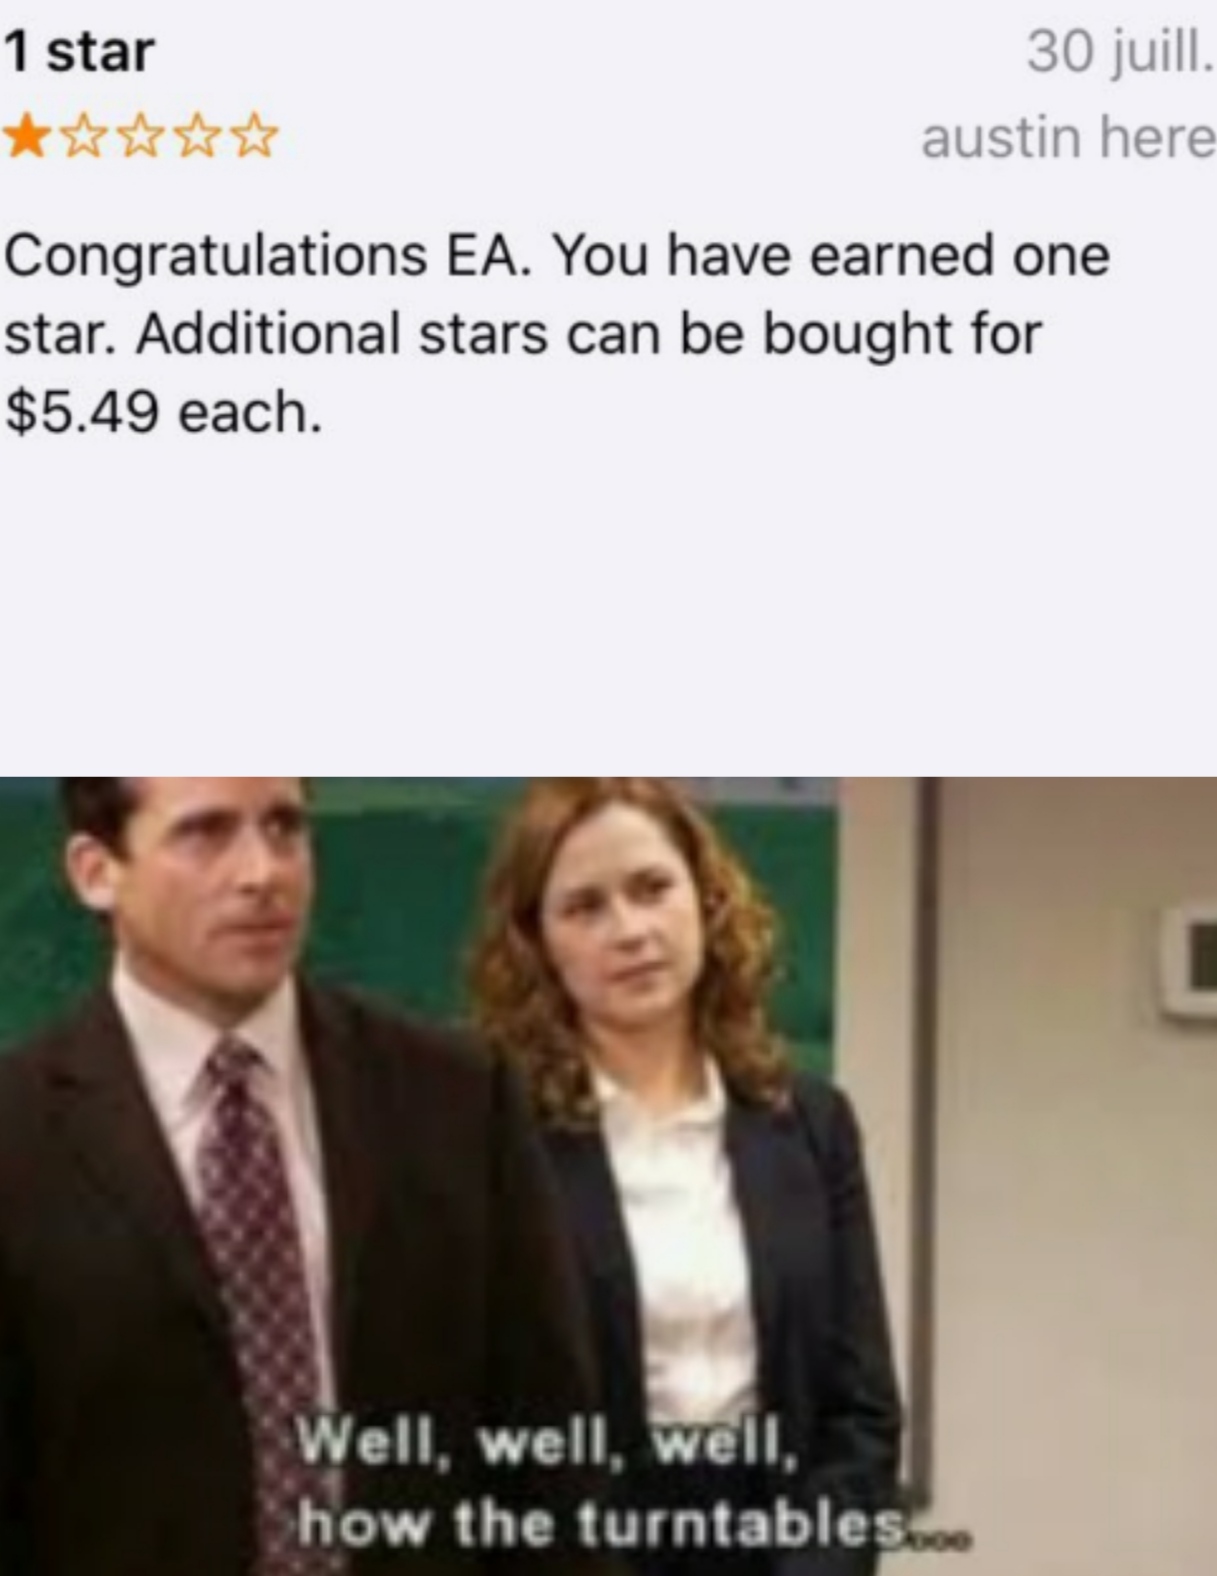 1 star
30 juill.
austin here
Congratulations EA. You have earned one
star. Additional stars can be bought for
$5.49 each.
Well, well, well,
how the turntables....